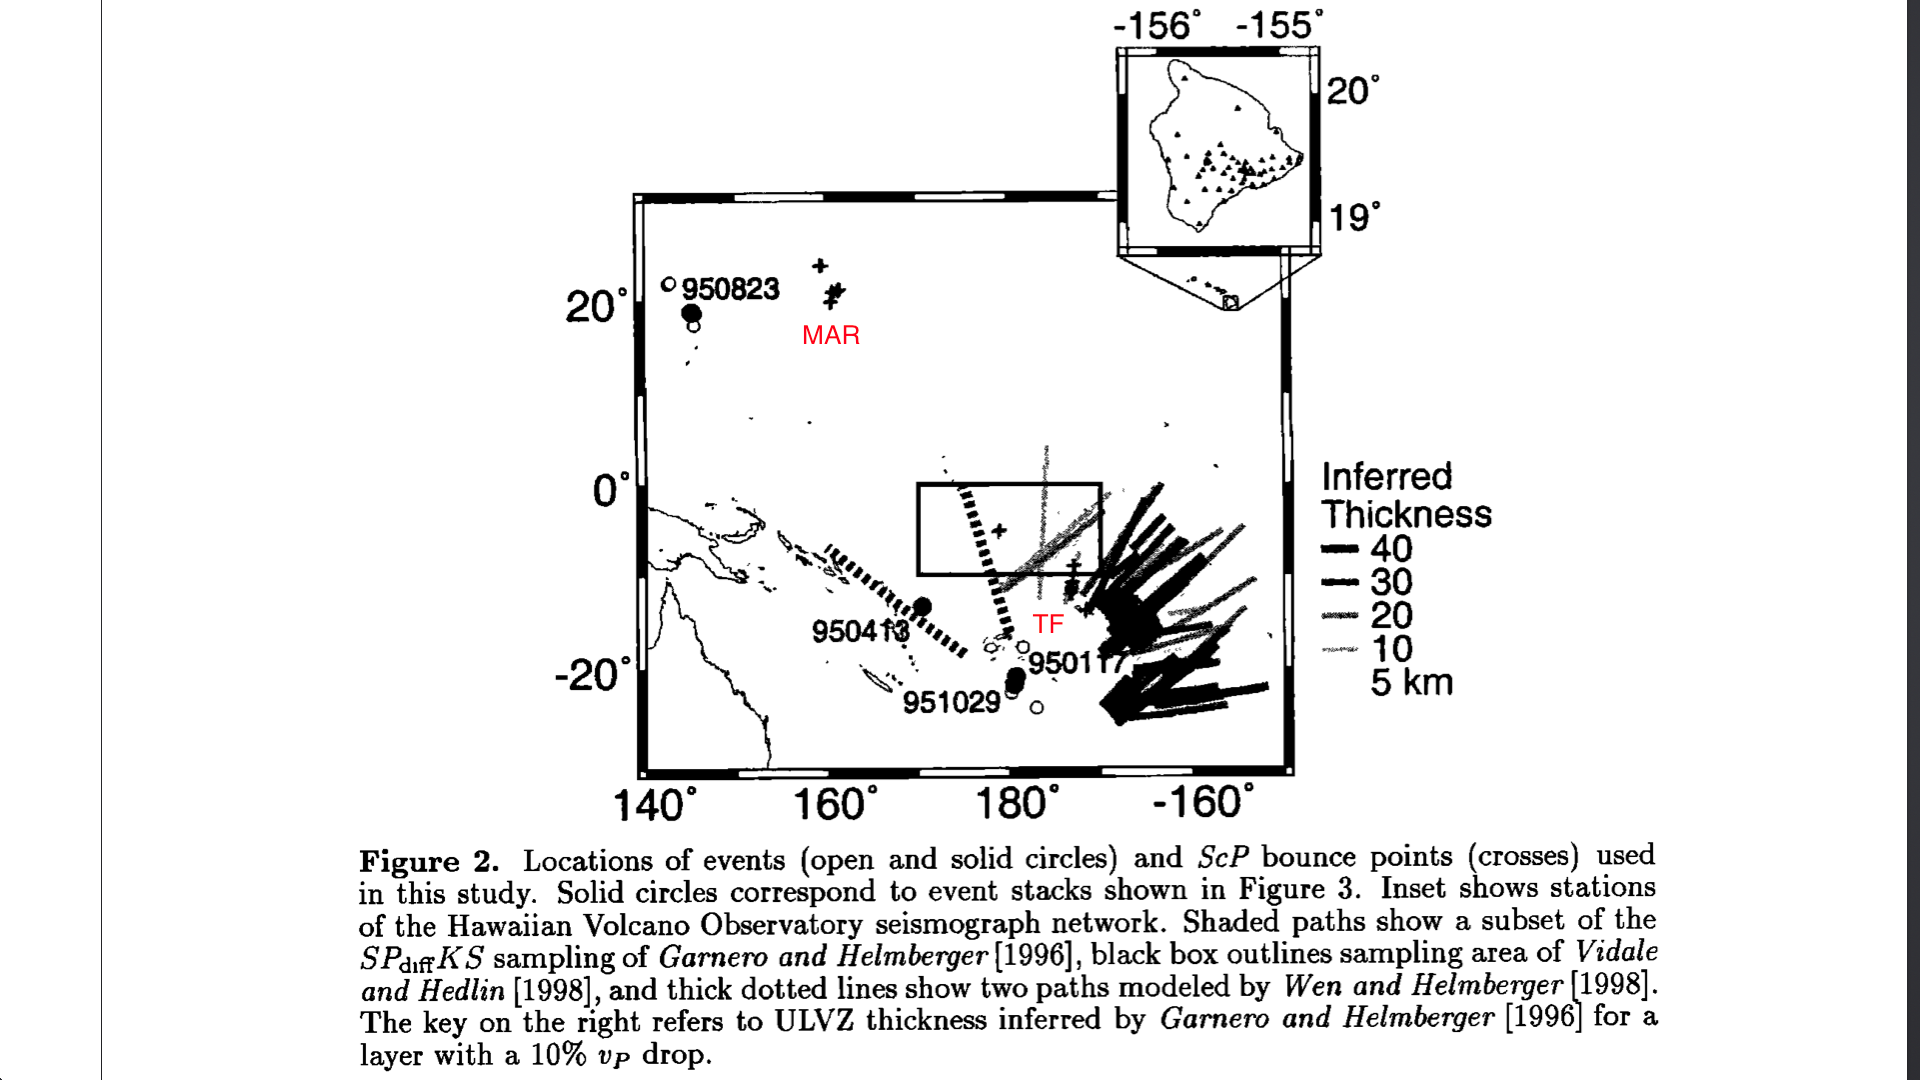 -156° -155°
20°
19°
950823
20°
MAR
0°
Inferred
Thickness
40
30
20
10
5 km
950413
TF
950117
-20°
951029
140° 160° 180° -160°
Figure 2. Locations of events (open and solid circles) and ScP bounce points (crosses) used
in this study. Solid circles correspond to event stacks shown in Figure 3. Inset shows stations
of the Hawaiian Volcano Observatory seismograph network. Shaded paths show a subset of the
SPdiffKS sampling of Garnero and Helmberger [1996], black box outlines sampling area of Vidale
and Hedlin [1998], and thick dotted lines show two paths modeled by Wen and Helmberger [1998].
The key on the right refers to ULVZ thickness inferred by Garnero and Helmberger [1996] for a
layer with a 10% vP drop.